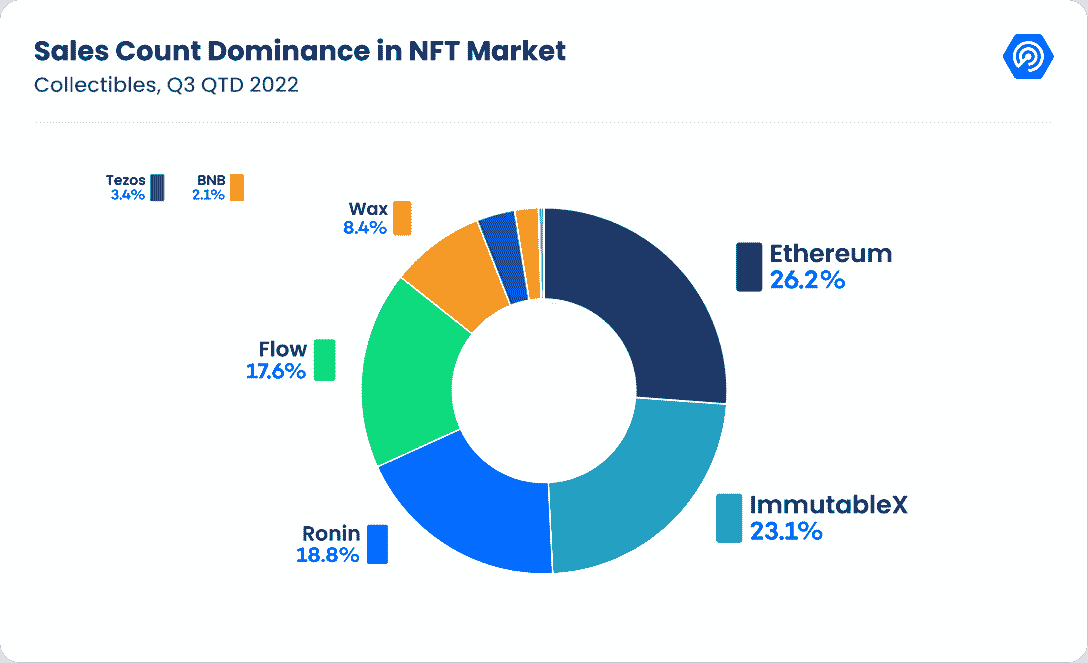 Sales Count Dominance in NFT Market
Collectibles, Q3 QTD 2022
Tezos
3.4%
BNB
2.1%
Wax
8.4%
Ethereum
26.2%
Flow
17.6%
ImmutableX
23.1%
Ronin
18.8%